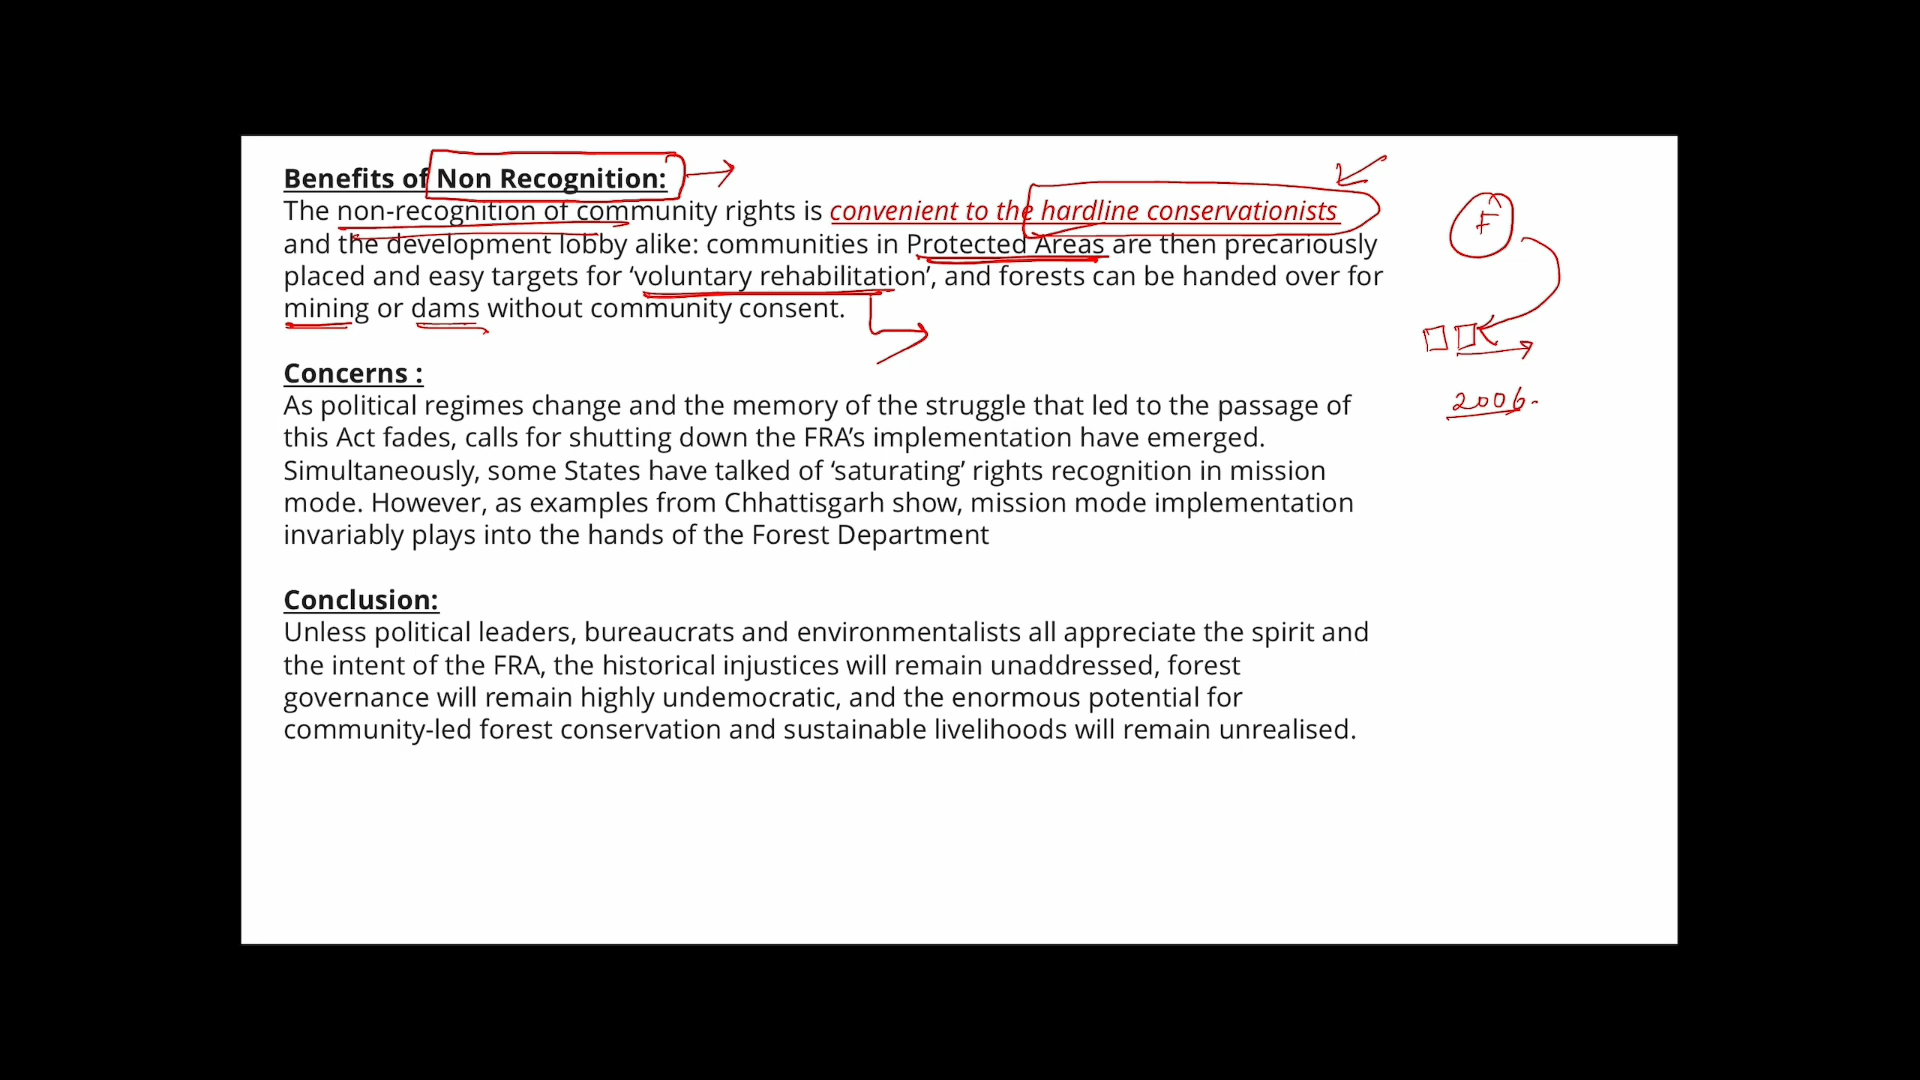 Benefits of Non Recognition:
The non-recognition of community rights is convenient to the hardline conservationists
and the development lobby alike: communities in Protected Areas are then precariously
placed and easy targets for ‘voluntary rehabilitation’, and forests can be handed over for
mining or dams without community consent.
F
2006.
Concerns :
As political regimes change and the memory of the struggle that led to the passage of
this Act fades, calls for shutting down the FRA’s implementation have emerged.
Simultaneously, some States have talked of ‘saturating’ rights recognition in mission
mode. However, as examples from Chhattisgarh show, mission mode implementation
invariably plays into the hands of the Forest Department
Conclusion:
Unless political leaders, bureaucrats and environmentalists all appreciate the spirit and
the intent of the FRA, the historical injustices will remain unaddressed, forest
governance will remain highly undemocratic, and the enormous potential for
community-led forest conservation and sustainable livelihoods will remain unrealised.